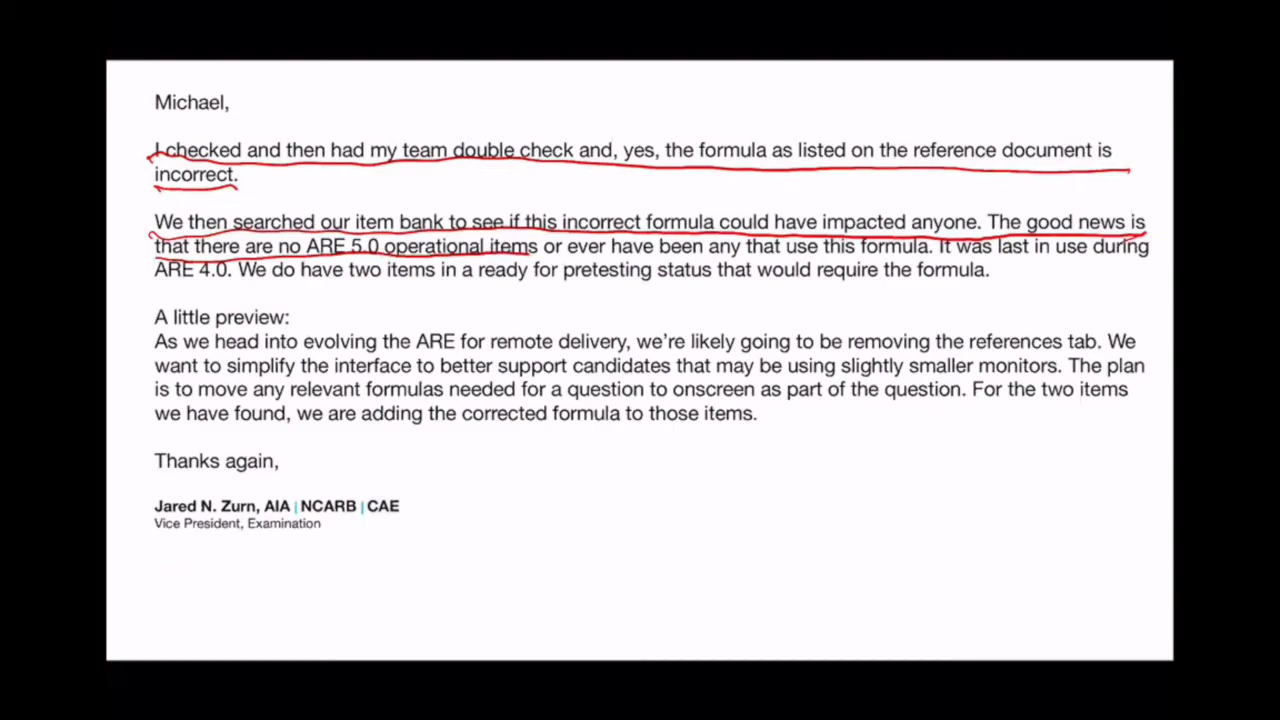 Michael,
I checked and then had my team double check and, yes, the formula as listed on the reference document is
incorrect.
We then searched our item bank to see if this incorrect formula could have impacted anyone. The good news is
that there are no ARE 5.0 operational items or ever have been any that use this formula. It was last in use during
ARE 4.0. We do have two items in a ready for pretesting status that would require the formula.
A little preview:
As we head into evolving the ARE for remote delivery, we're likely going to be removing the references tab. We
want to simplify the interface to better support candidates that may be using slightly smaller monitors. The plan
is to move any relevant formulas needed for a question to onscreen as part of the question. For the two items
we have found, we are adding the corrected formula to those items.
Thanks again,
Jared N. Zurn, AIA | NCARB | CAE
Vice President, Examination